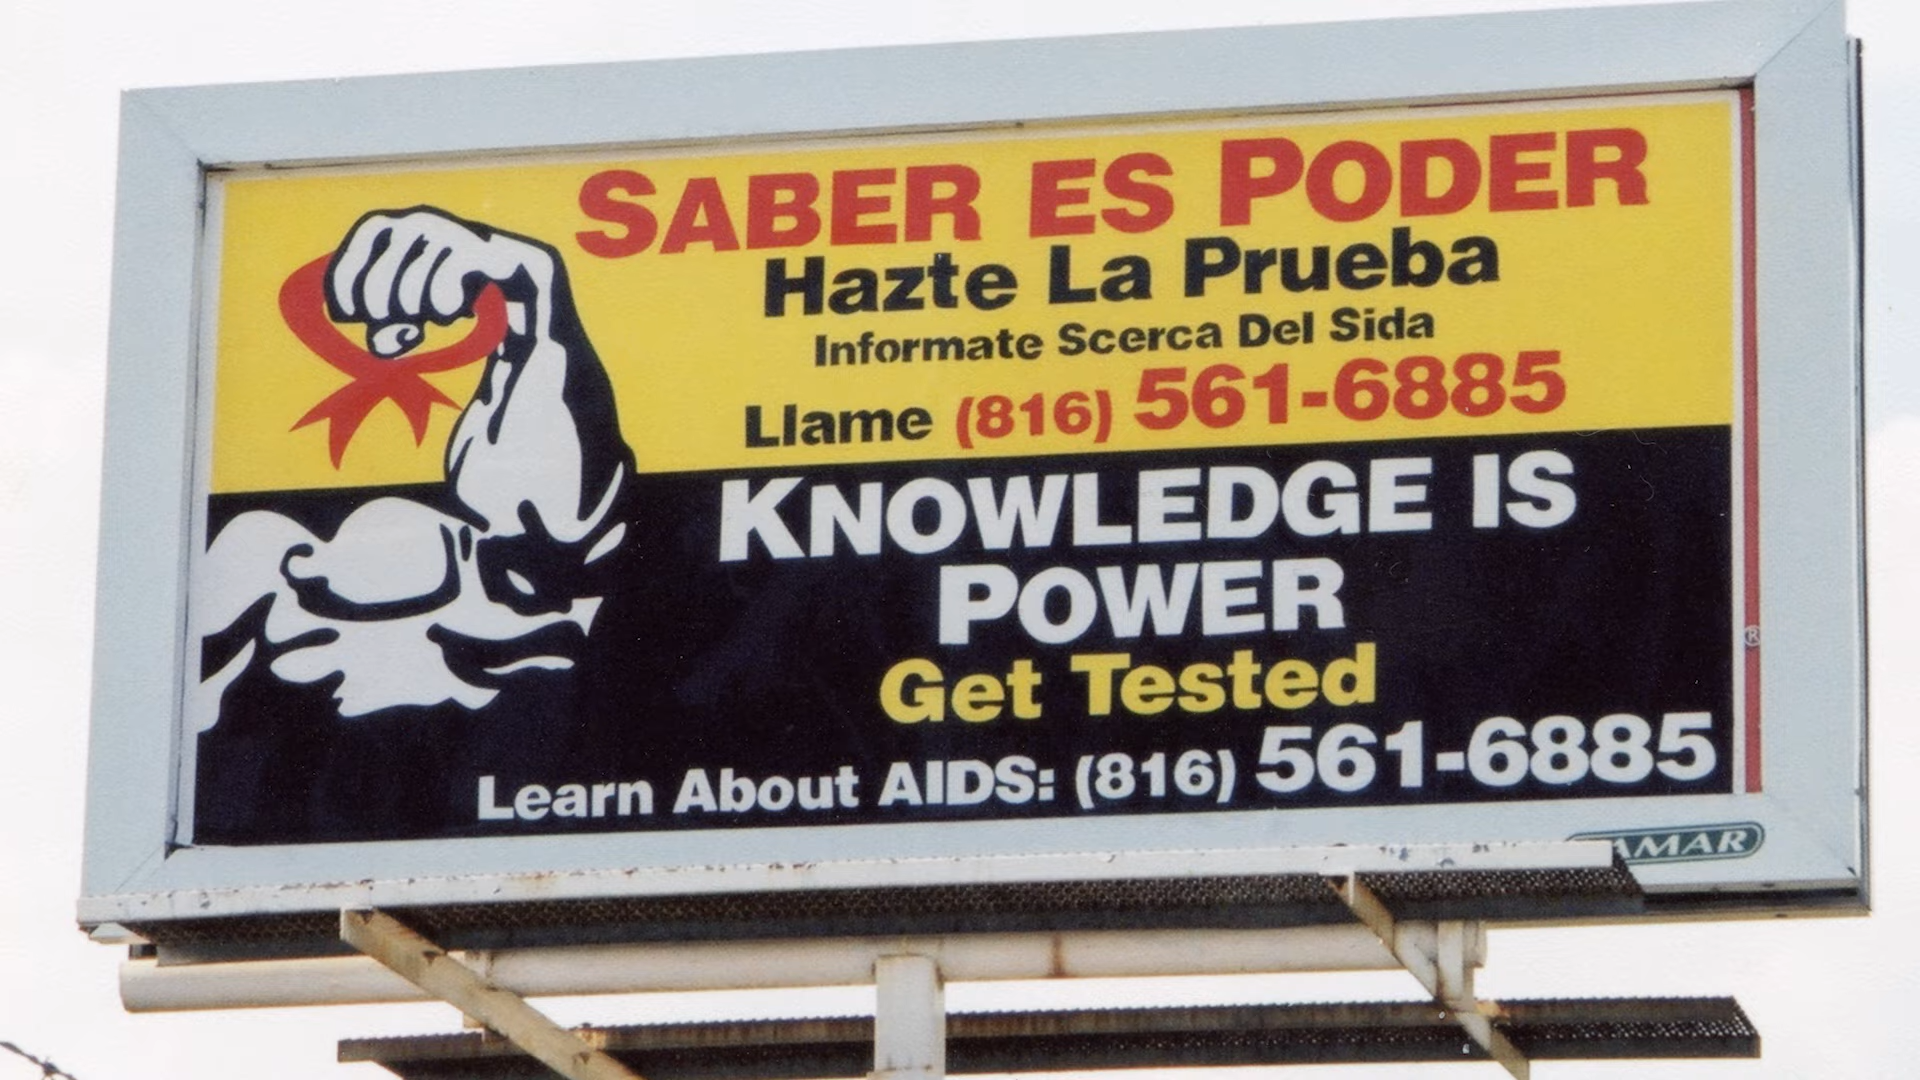 SABER ES PODER
Hazte La Prueba
Informate Scerca Del Sida
Llame (816) 561-6885
KNOWLEDGE IS
POWER
Get Tested
Learn About AIDS: (816) 561-6885
®